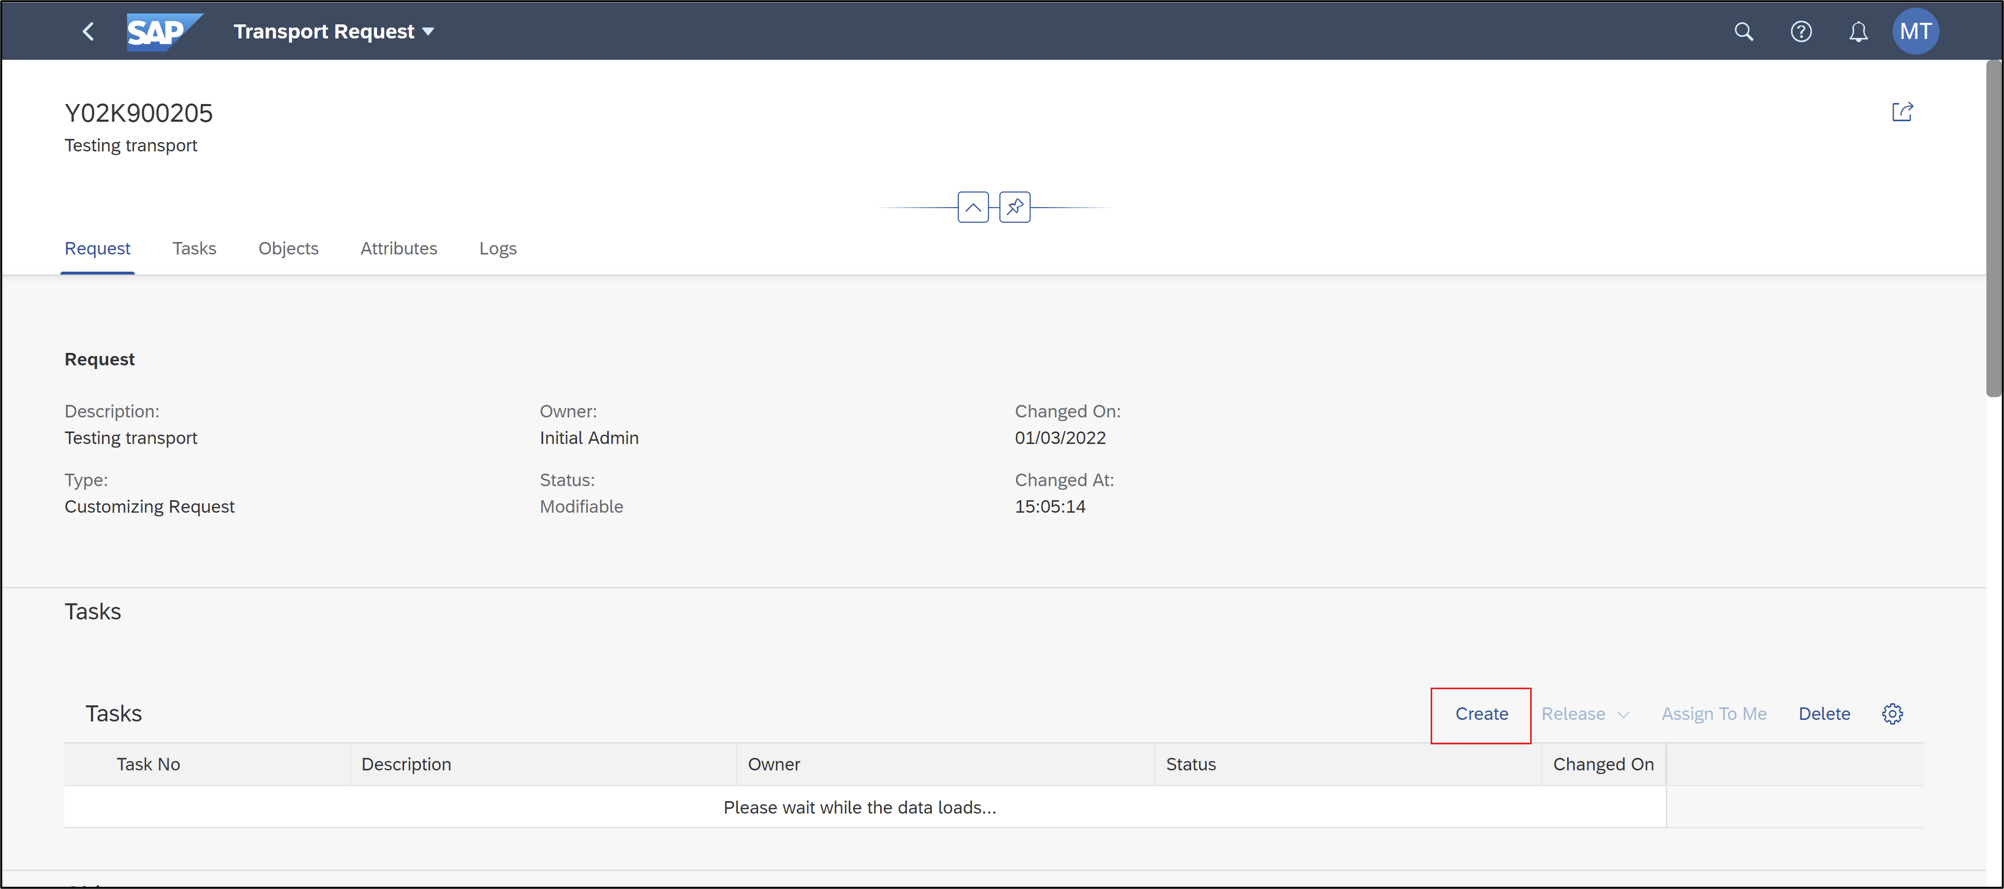 SAP Transport Request MT
Y02K900205
Testing transport
Request Tasks Objects Attributes Logs
Request
Description: Owner: Changed On:
Testing transport Initial Admin 01/03/2022
Type: Status: Changed At:
Customizing Request Modifiable 15:05:14
Tasks
Tasks Create Release Assign To Me Delete
Task No Description Owner Status Changed On
Please wait while the data loads...